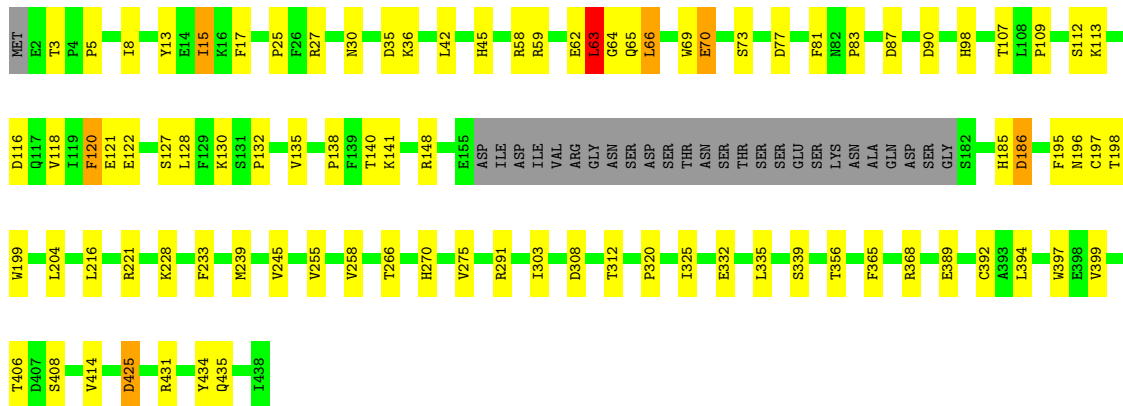 MET E2 T3 P4 P5 I8 Y13 E14 I15 K16 F17 P25 F26 R27 N30 D35 K36 L42 H45 R58 R59 E62 L63 G64 Q65 L66 W69 E70 S73 D77 F81 N82 P83 D87 D90 H98 T107 L108 P109 S112 K113
D116 Q117 V118 I119 F120 E121 E122 S127 L128 F129 K130 S131 P132 V135 P138 F139 T140 K141 R148 E155 ASP ILE ASP ILE VAL ARG GLY ASN SER ASP SER THR ASN SER THR SER SER GLU SER LYS ASN ALA GLN ASP SER GLY S182 H185 D186 F195 N196 C197 T198
W199 L204 L216 R221 K228 F233 M239 V245 V255 V258 T266 H270 V275 R291 I303 D308 T312 P320 I325 E332 L335 S339 T356 F365 R368 E389 C392 A393 L394 W397 E398 V399
T406 D407 S408 V414 D425 R431 Y434 Q435 I438